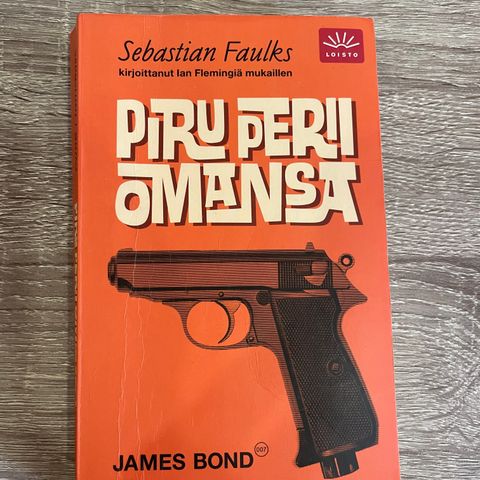 Sebastian Faulks
kirjoittanut Ian Flemingiä mukaillen
LOISTO
PIRU PERII
OMANSA
JAMES BOND 007